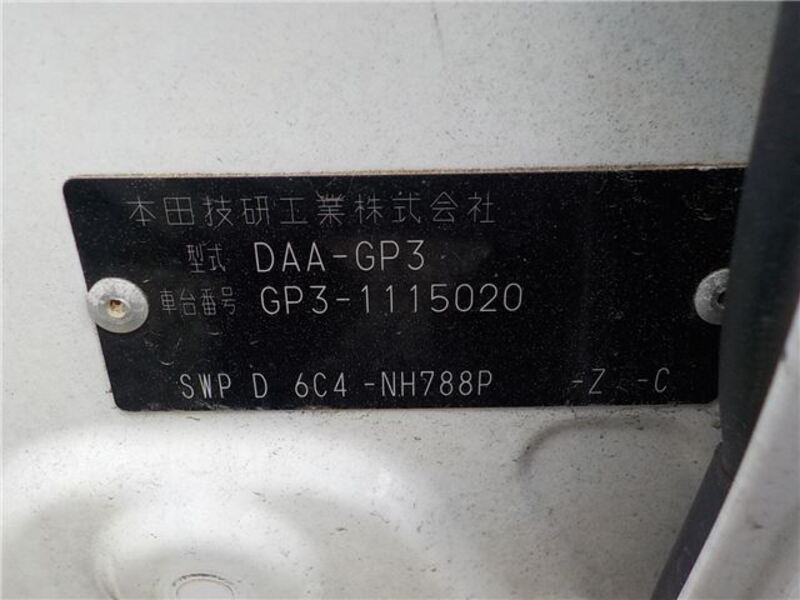 本田技研工業株式会社
型式 DAA-GP3
車台番号 GP3-1115020
SWP D 6C4 -NH788P -Z -C